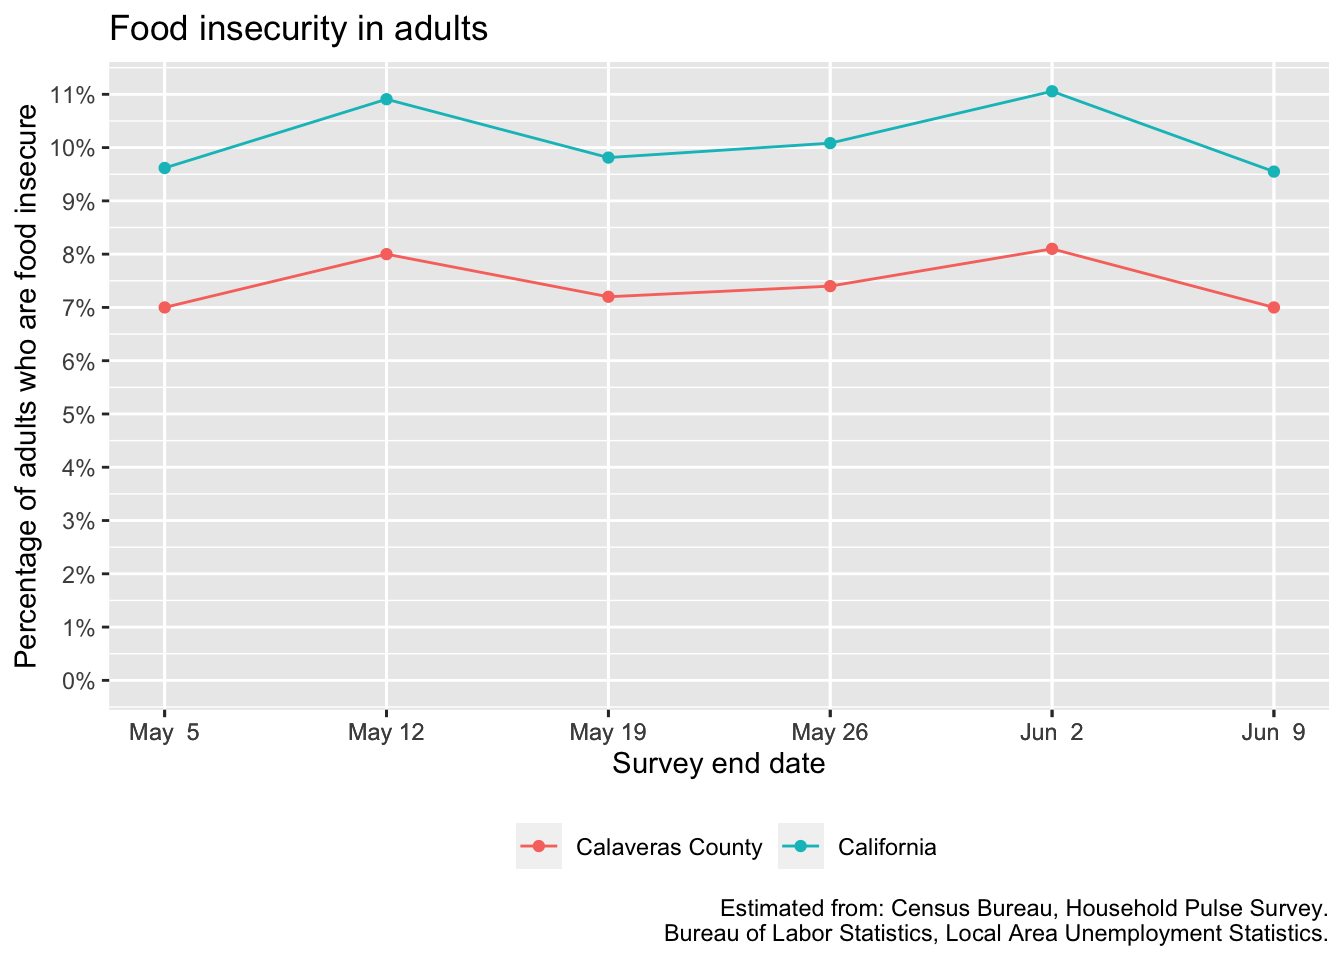 Food insecurity in adults
Percentage of adults who are food insecure
11%
10%
9%
8%
7%
6%
5%
4%
3%
2%
1%
0%
May  5
May 12
May 19
May 26
Jun  2
Jun  9
Survey end date
Calaveras County
California
Estimated from: Census Bureau, Household Pulse Survey.
Bureau of Labor Statistics, Local Area Unemployment Statistics.